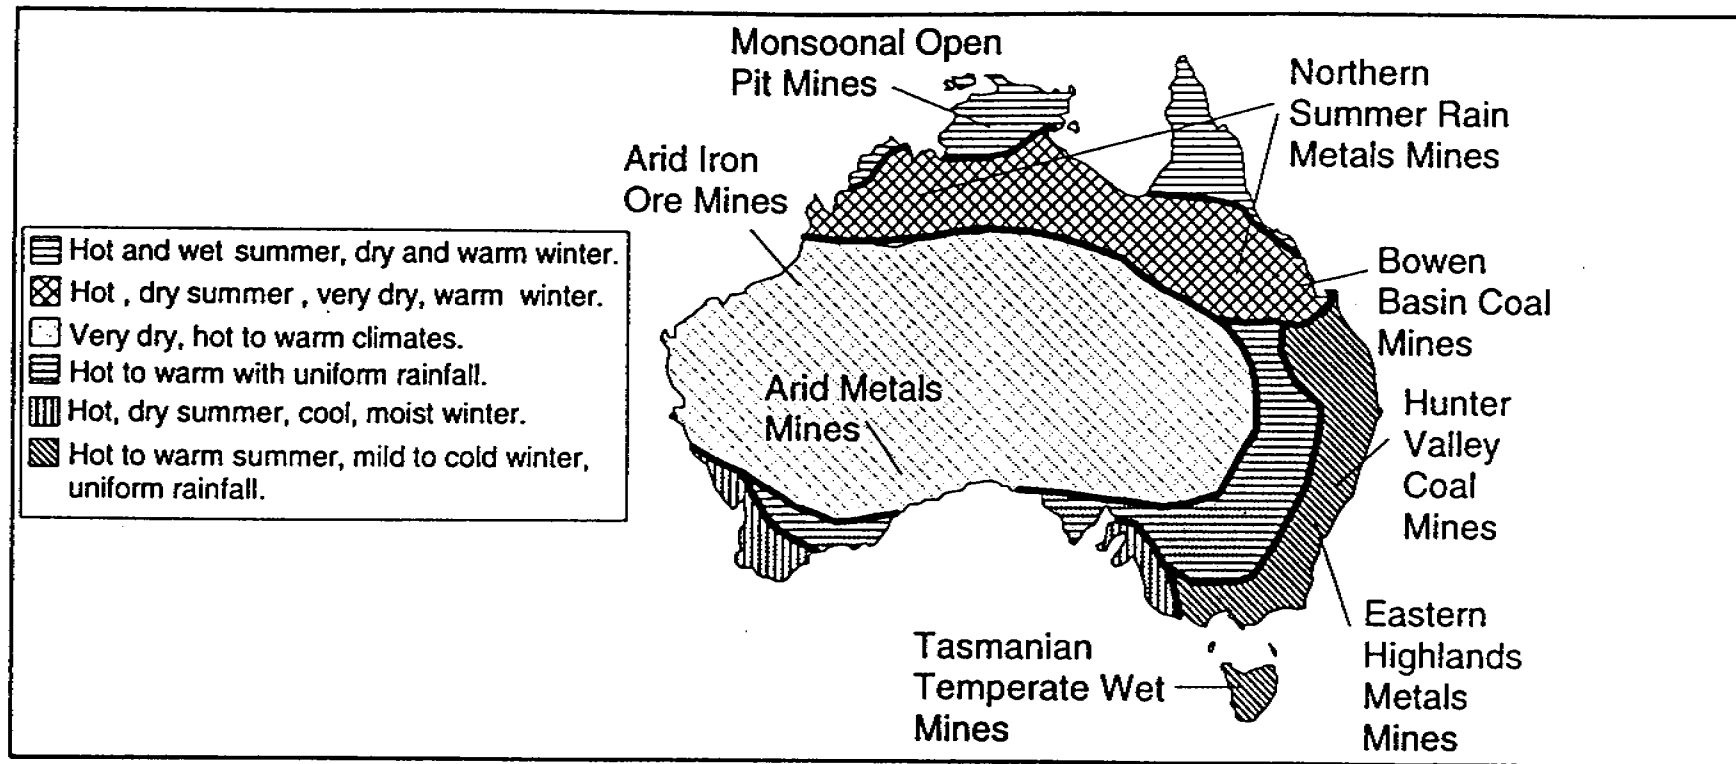 Monsoonal Open
Pit Mines
Northern
Summer Rain
Metals Mines
Arid Iron
Ore Mines
Hot and wet summer, dry and warm winter.
Hot , dry summer , very dry, warm winter.
Very dry, hot to warm climates.
Hot to warm with uniform rainfall.
Hot, dry summer, cool, moist winter.
Hot to warm summer, mild to cold winter,
uniform rainfall.
Bowen
Basin Coal
Mines
Arid Metals
Mines
Hunter
Valley
Coal
Mines
Eastern
Highlands
Metals
Mines
Tasmanian
Temperate Wet
Mines